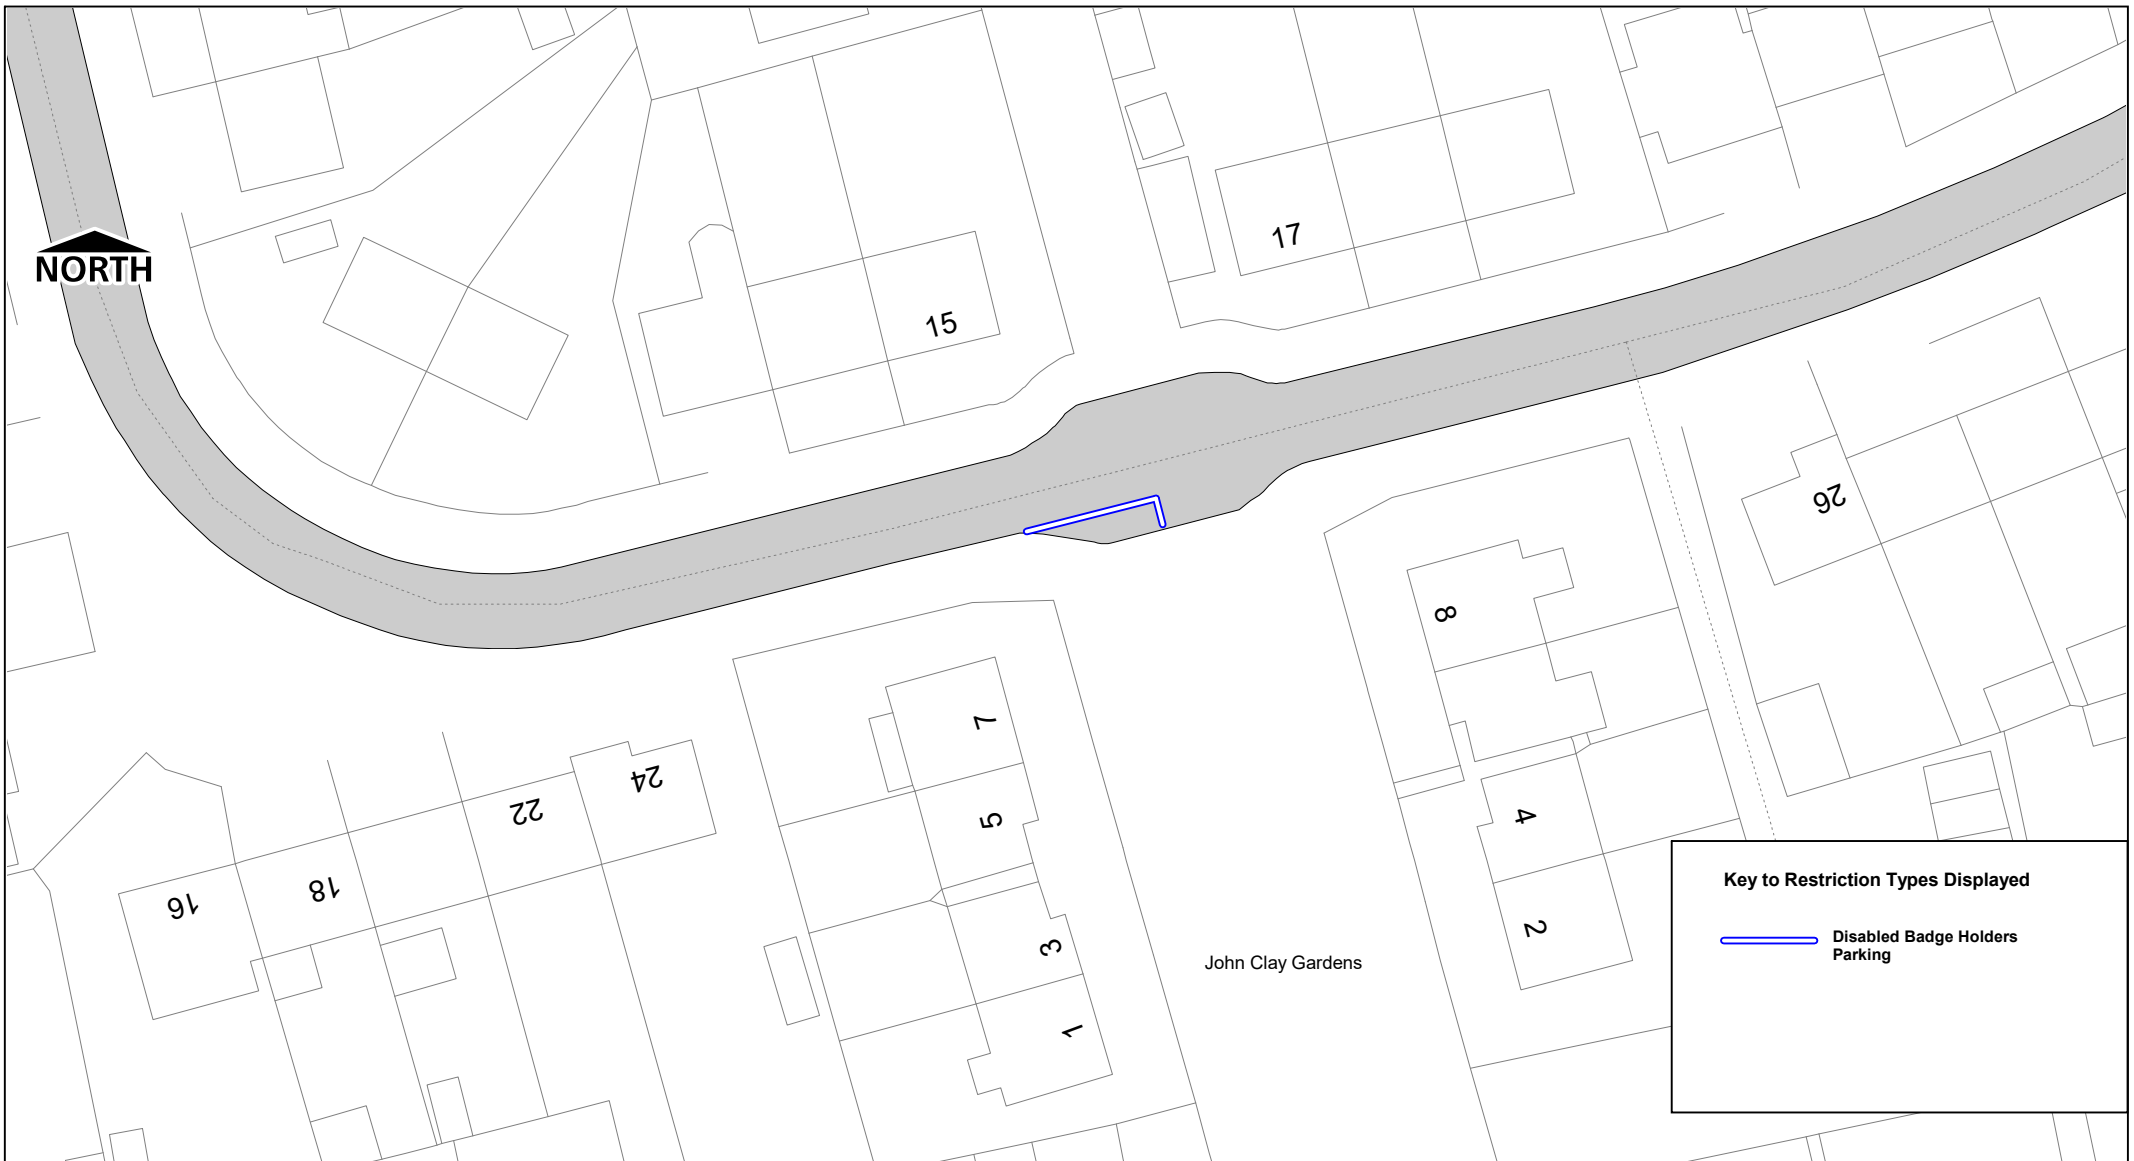 NORTH
17
15
26
8
7
24
22
5
4
18
16
2
3
John Clay Gardens
1
Key to Restriction Types Displayed
Disabled Badge Holders
Parking